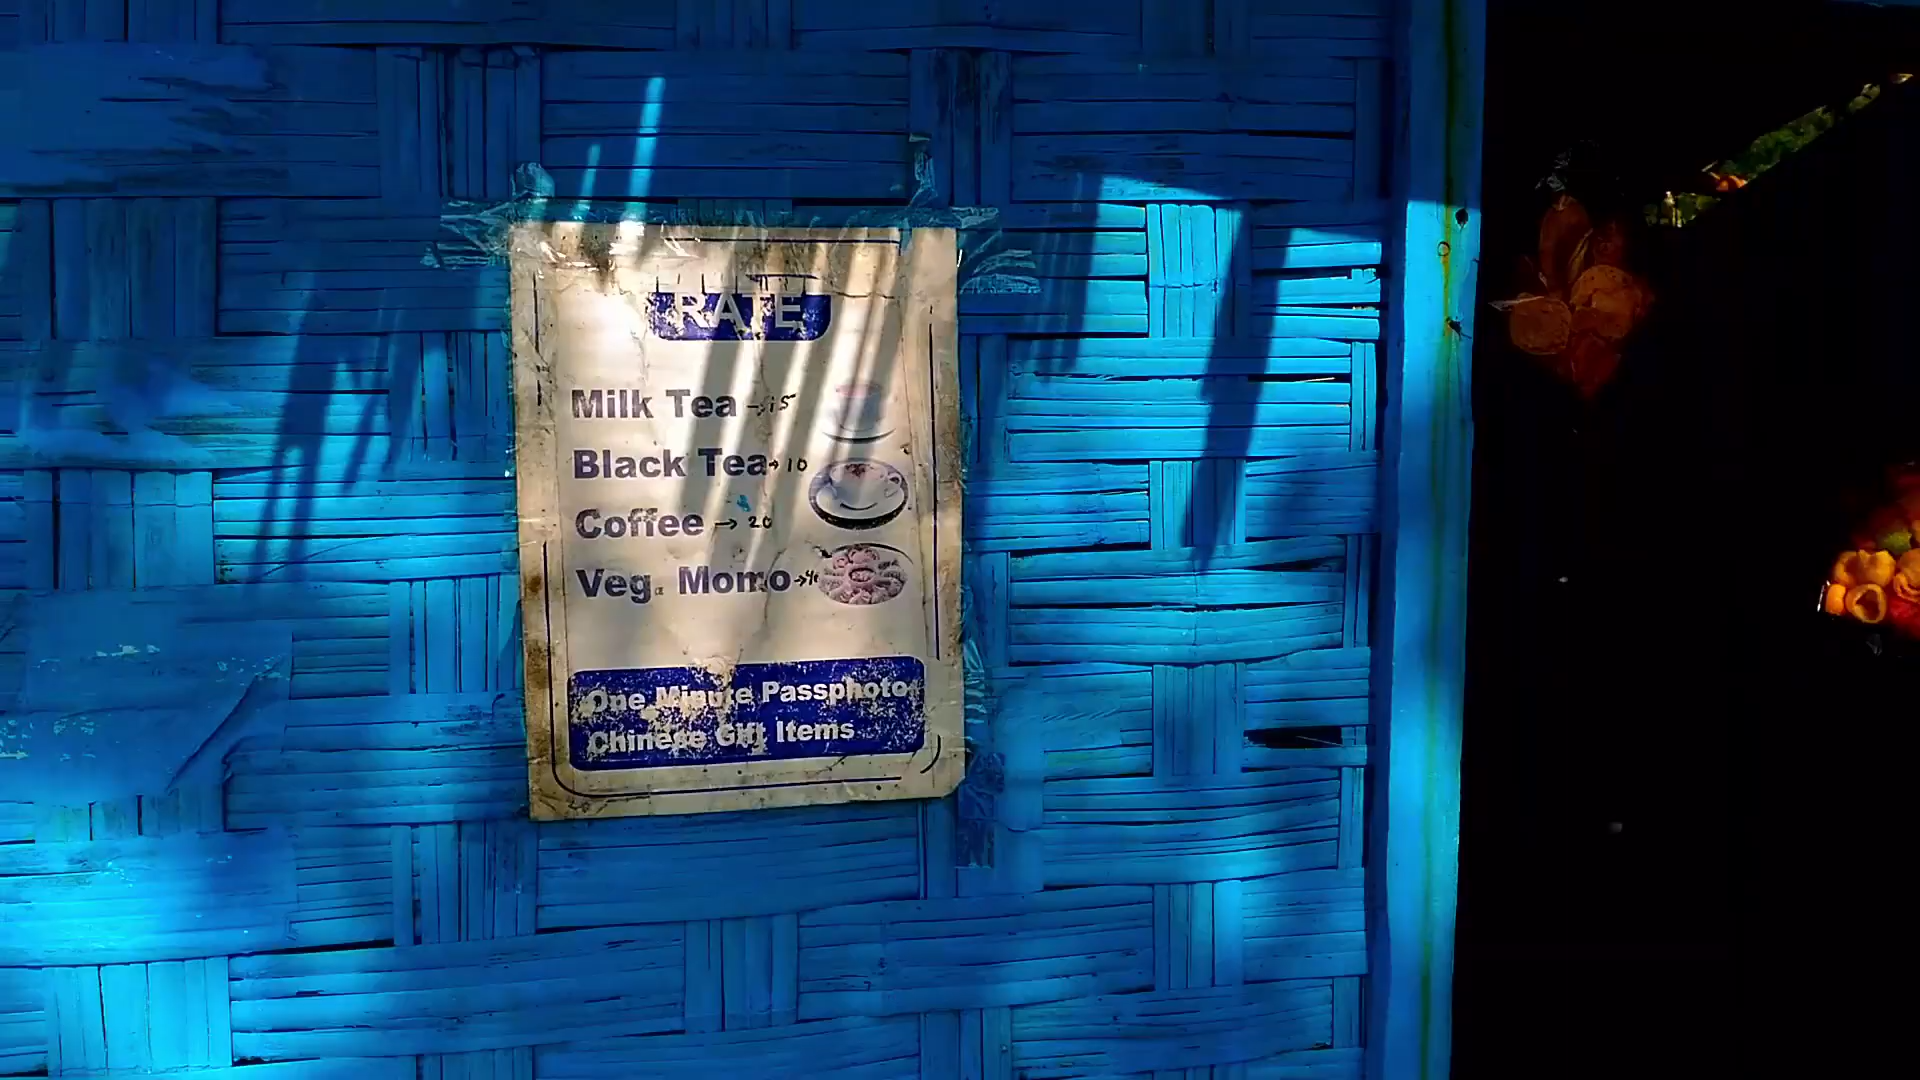 RATE
Milk Tea → 15
Black Tea → 10
Coffee → 20
Veg. Momo →
One Minute Passphoto
Chinese Gift Items